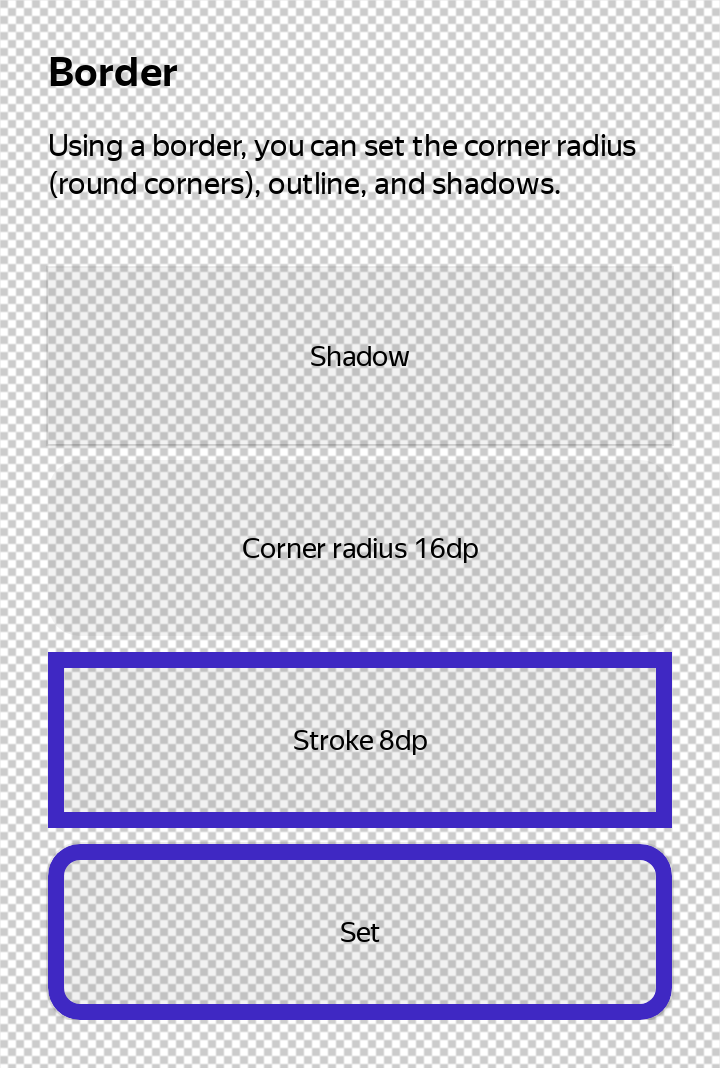 Border
Using a border, you can set the corner radius
(round corners), outline, and shadows.
Shadow
Corner radius 16dp
Stroke 8dp
Set